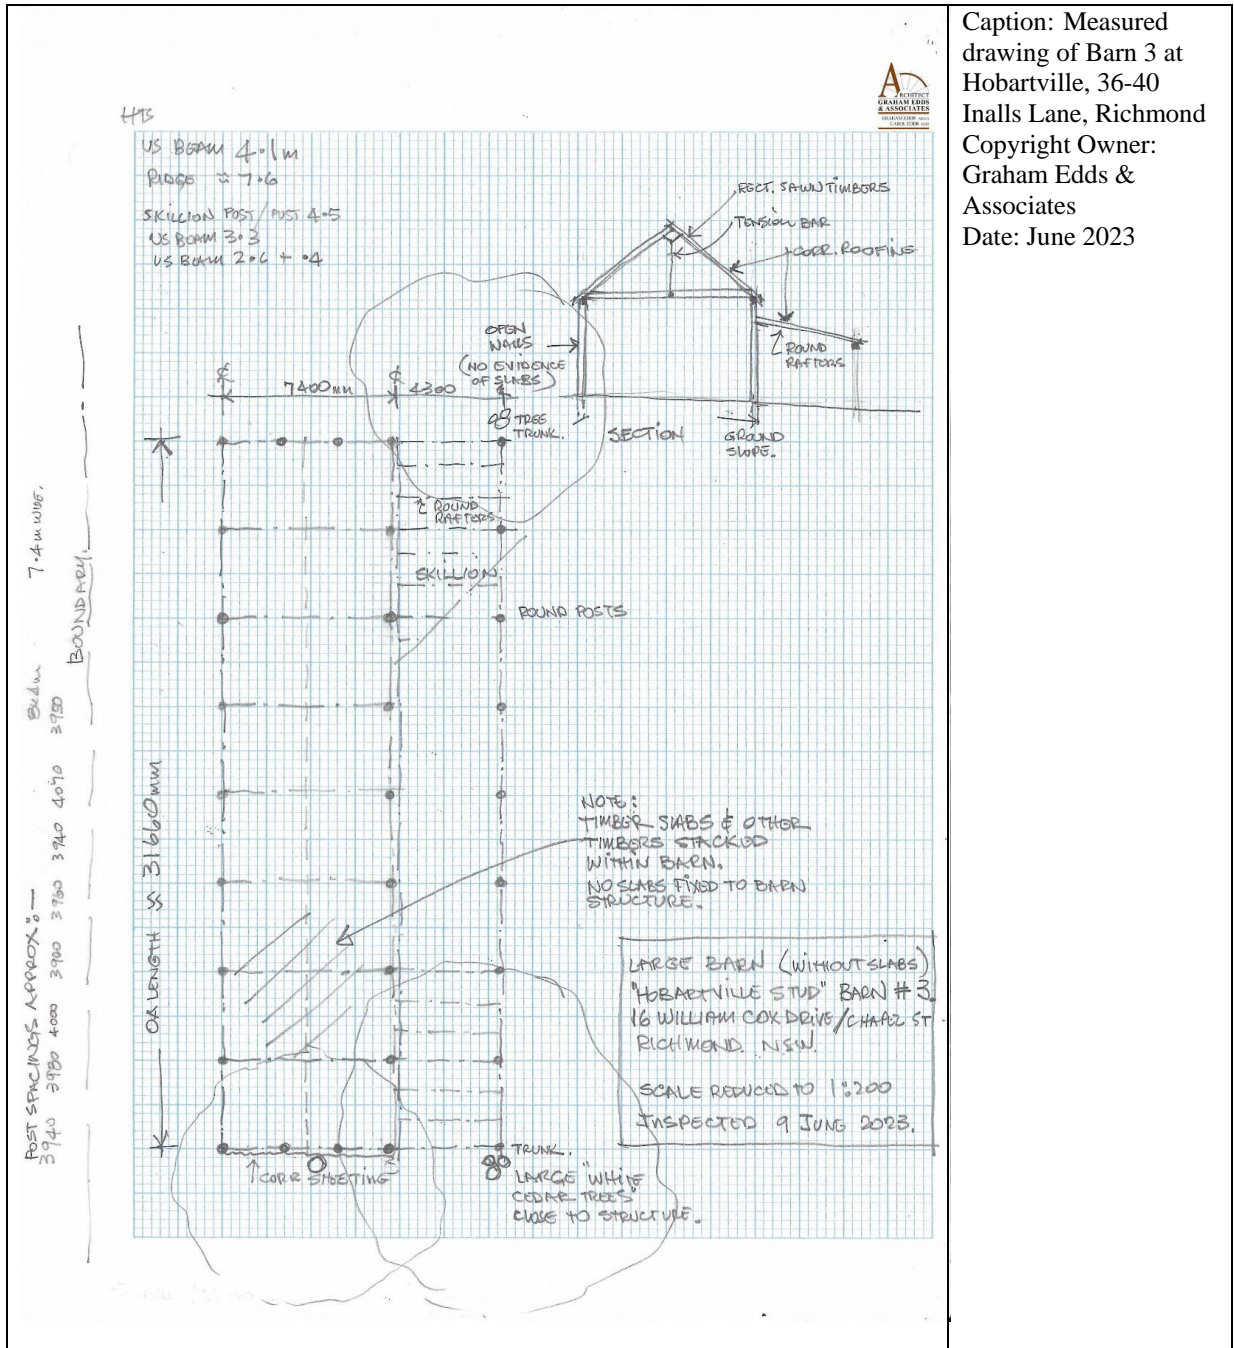 HB
US BEAM 4.1m
RIDGE ≈ 7.6
SKILLION POST/POST 4.5
US BEAM 3.3
US BEAM 2.6 + .4
ARCHITECT
GRAHAM EDDS
& ASSOCIATES
RECT. SAWN TIMBERS
TENSION BAR
CORR. ROOFING
OPEN
WALLS
(NO EVIDENCE
OF SLABS)
ROUND
RAFTERS
7400mm
4300
TREE
TRUNK.
SECTION
GROUND
SLOPE.
ROUND
RAFTERS
SKILLION
ROUND POSTS
7.4m WIDE.
BOUNDARY.
POST SPACINGS APPROX:—
3940 3980 4000 3900 3960 3940 4070 3950
OA LENGTH 31660mm
NOTE:
TIMBER SLABS & OTHER
TIMBERS STACKED
WITHIN BARN.
NO SLABS FIXED TO BARN
STRUCTURE.
LARGE BARN (WITHOUT SLABS)
"HOBARTVILLE STUD" BARN #3.
16 WILLIAM COX DRIVE/CHAPEL ST
RICHMOND. NSW.
SCALE REDUCED TO 1:200
INSPECTED 9 JUNE 2023.
CORR SHEETING
TRUNK.
LARGE "WHITE
CEDAR TREES"
CLOSE TO STRUCTURE.
Caption: Measured
drawing of Barn 3 at
Hobartville, 36-40
Inalls Lane, Richmond
Copyright Owner:
Graham Edds &
Associates
Date: June 2023